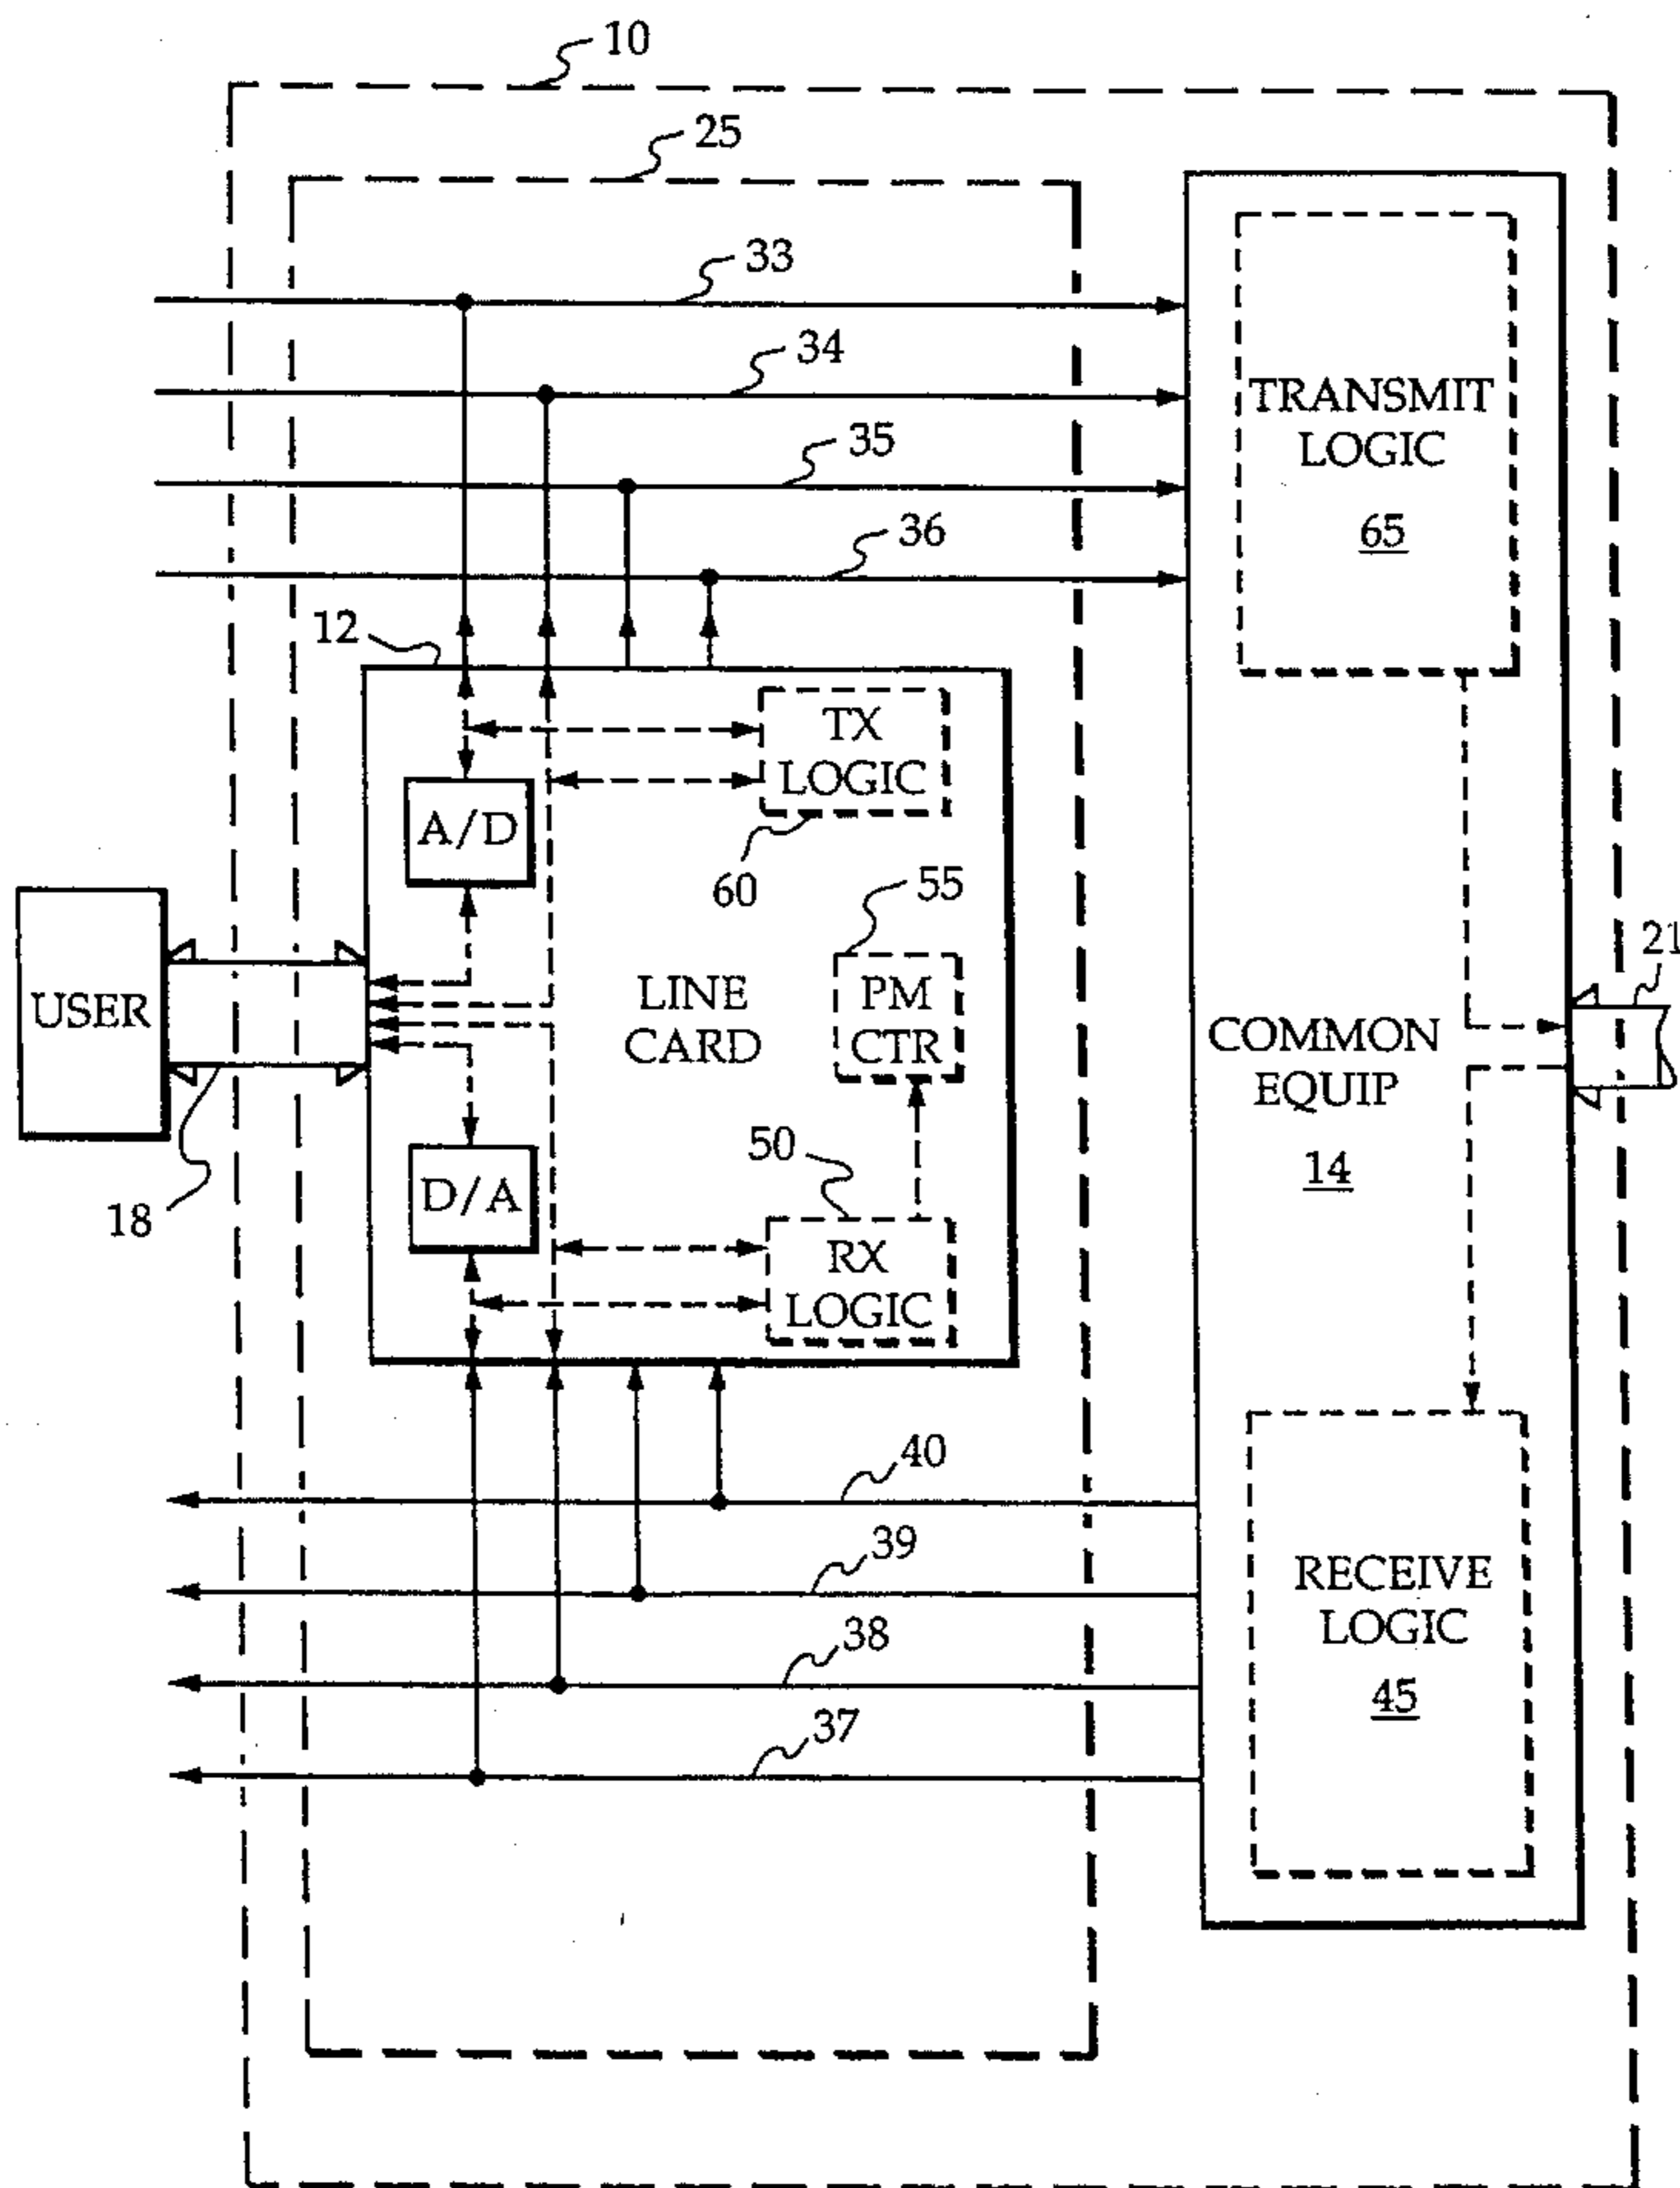 10
25
33
34
35
36
12
TRANSMIT
LOGIC
65
TX
LOGIC
60
A/D
55
PM
CTR
USER
LINE
CARD
21
COMMON
EQUIP
14
18
D/A
50
RX
LOGIC
40
39
38
37
RECEIVE
LOGIC
45